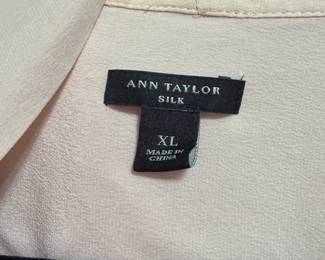 ANN TAYLOR
SILK
XL
MADE IN
CHINA